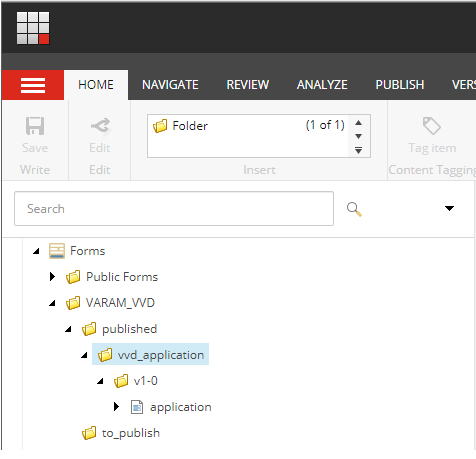 HOME NAVIGATE REVIEW ANALYZE PUBLISH VERS
Folder (1 of 1)
Save Edit Tag item
Write Edit Insert Content Tagging
Search
Forms
Public Forms
VARAM_VVD
published
vvd_application
v1-0
application
to_publish